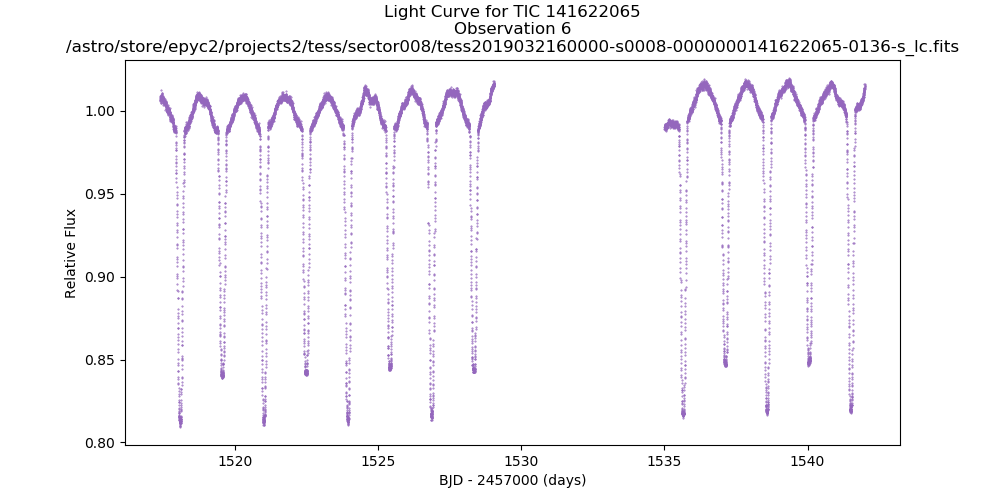 Light Curve for TIC 141622065
Observation 6
/astro/store/epyc2/projects2/tess/sector008/tess2019032160000-s0008-0000000141622065-0136-s_lc.fits
1.00
0.95
0.90
0.85
0.80
Relative Flux
1520
1525
1530
1535
1540
BJD - 2457000 (days)